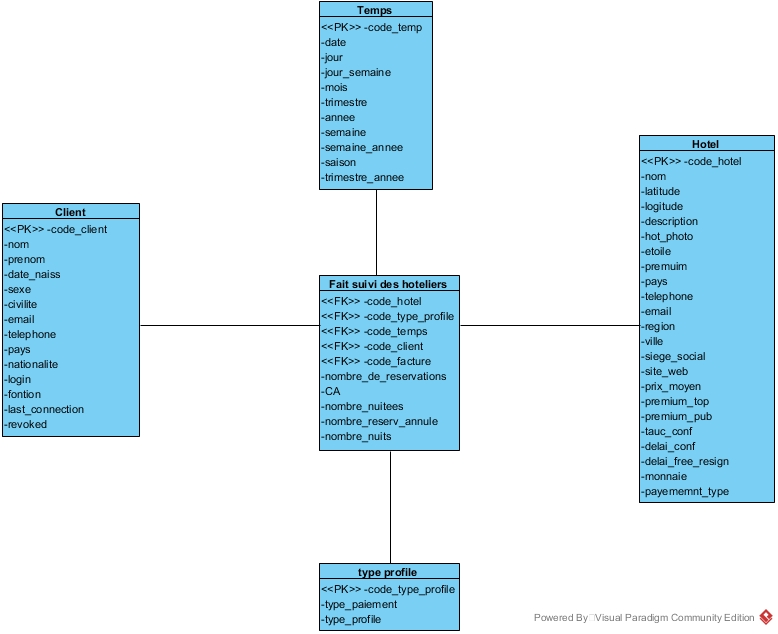 Temps
<<PK>> -code_temp
-date
-jour
-jour_semaine
-mois
-trimestre
-annee
-semaine
-semaine_annee
-saison
-trimestre_annee
Client
<<PK>> -code_client
-nom
-prenom
-date_naiss
-sexe
-civilite
-email
-telephone
-pays
-nationalite
-login
-fontion
-last_connection
-revoked
Fait suivi des hoteliers
<<FK>> -code_hotel
<<FK>> -code_type_profile
<<FK>> -code_temps
<<FK>> -code_client
<<FK>> -code_facture
-nombre_de_reservations
-CA
-nombre_nuitees
-nombre_reserv_annule
-nombre_nuits
Hotel
<<PK>> -code_hotel
-nom
-latitude
-logitude
-description
-hot_photo
-etoile
-premuim
-pays
-telephone
-email
-region
-ville
-siege_social
-site_web
-prix_moyen
-premium_top
-premium_pub
-tauc_conf
-delai_conf
-delai_free_resign
-monnaie
-payememnt_type
type profile
<<PK>> -code_type_profile
-type_paiement
-type_profile
Powered By Visual Paradigm Community Edition